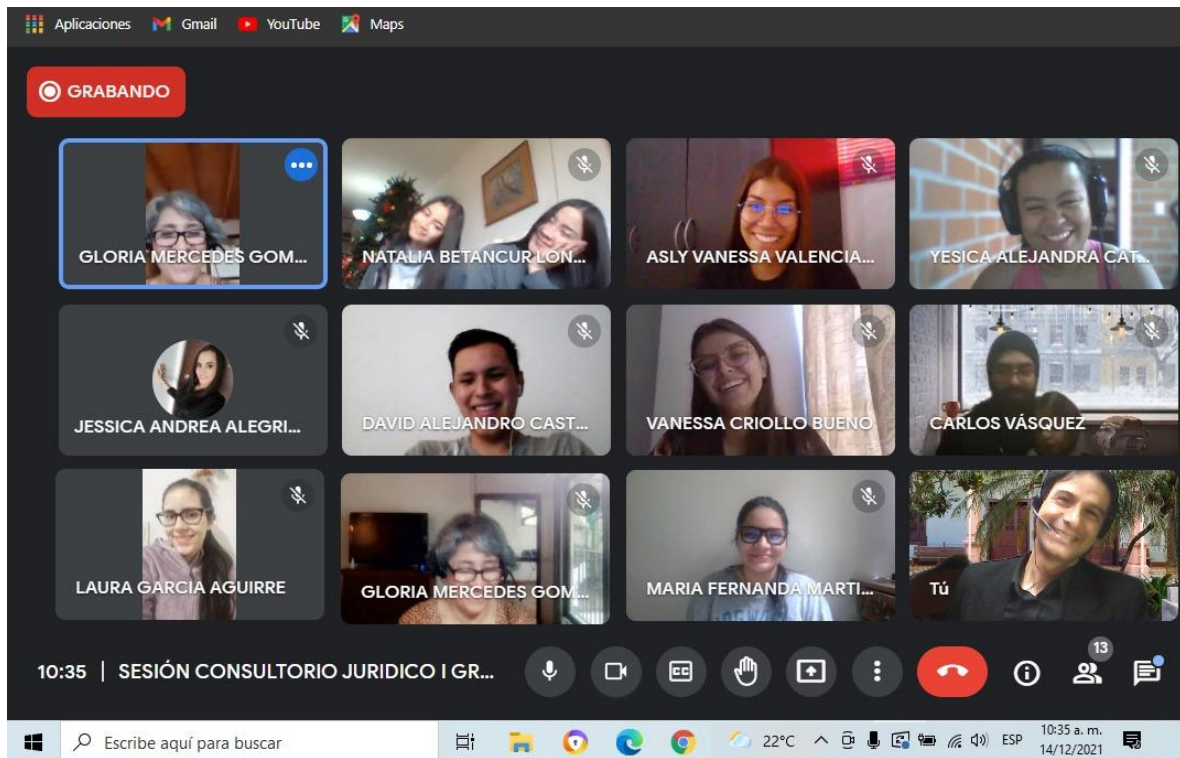 Aplicaciones Gmail YouTube Maps
GRABANDO
GLORIA MERCEDES GOM...
NATALIA BETANCUR LON...
ASLY VANESSA VALENCIA...
YESICA ALEJANDRA CAT...
JESSICA ANDREA ALEGRI...
DAVID ALEJANDRO CAST...
VANESSA CRIOLLO BUENO
CARLOS VÁSQUEZ
LAURA GARCIA AGUIRRE
GLORIA MERCEDES GOM...
MARIA FERNANDA MARTI...
Tú
10:35 | SESIÓN CONSULTORIO JURIDICO I GR...
CC
13
Escribe aquí para buscar
22°C
ESP
10:35 a. m.
14/12/2021